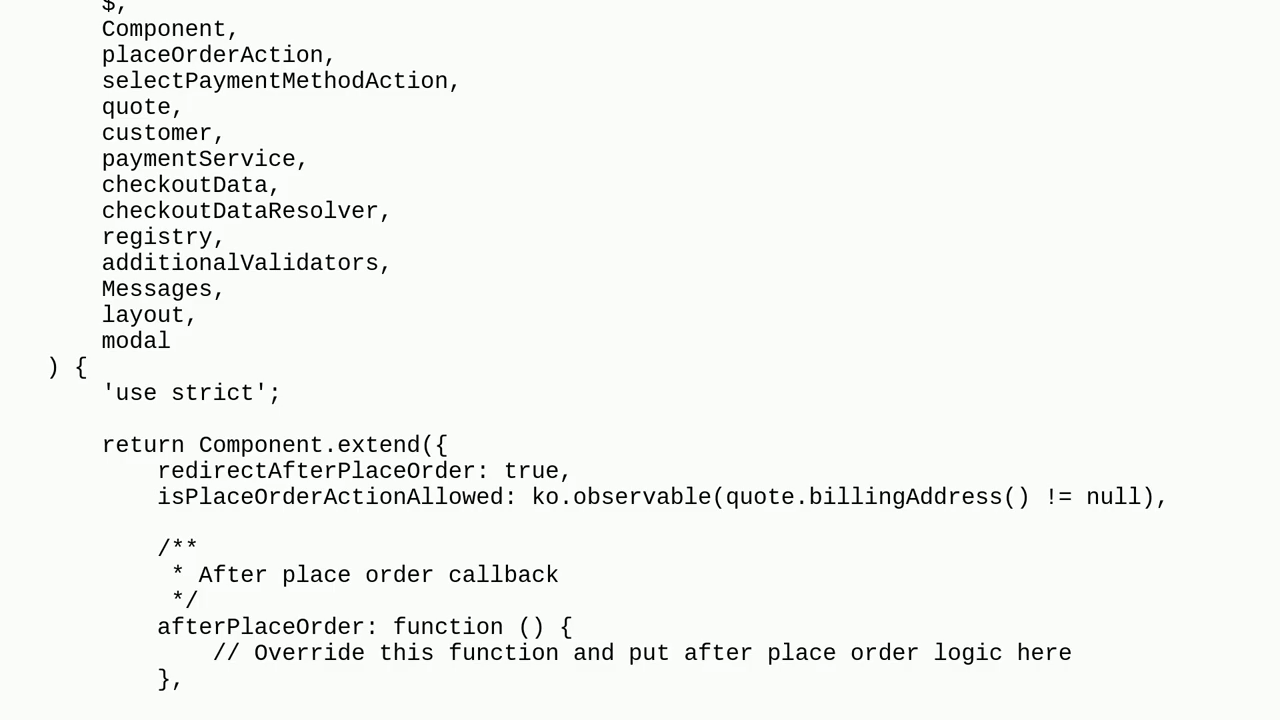 $,
Component,
placeOrderAction,
selectPaymentMethodAction,
quote,
customer,
paymentService,
checkoutData,
checkoutDataResolver,
registry,
additionalValidators,
Messages,
layout,
modal
) {
'use strict';
return Component.extend({
redirectAfterPlaceOrder: true,
isPlaceOrderActionAllowed: ko.observable(quote.billingAddress() != null),
/**
* After place order callback
*/
afterPlaceOrder: function () {
// Override this function and put after place order logic here
},